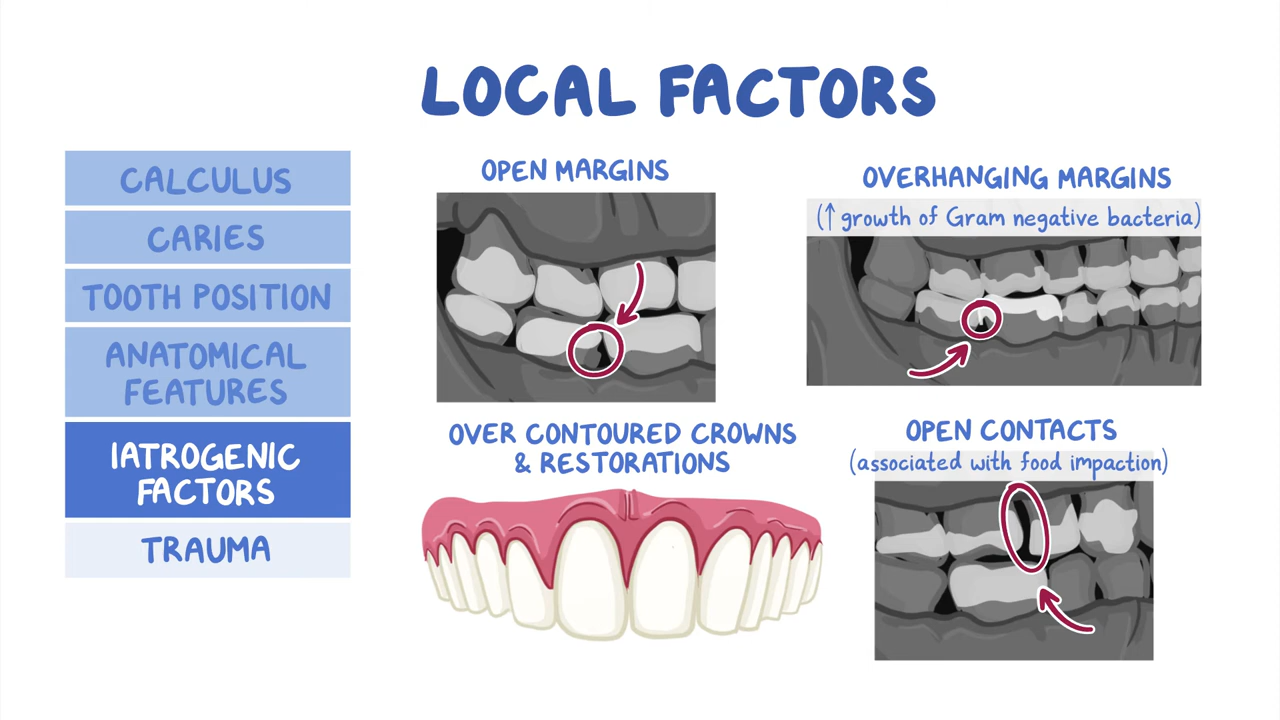 LOCAL FACTORS
CALCULUS
CARIES
TOOTH POSITION
ANATOMICAL
FEATURES
IATROGENIC
FACTORS
TRAUMA
OPEN MARGINS
OVERHANGING MARGINS
(↑ growth of Gram negative bacteria)
OVER CONTOURED CROWNS
& RESTORATIONS
OPEN CONTACTS
(associated with food impaction)